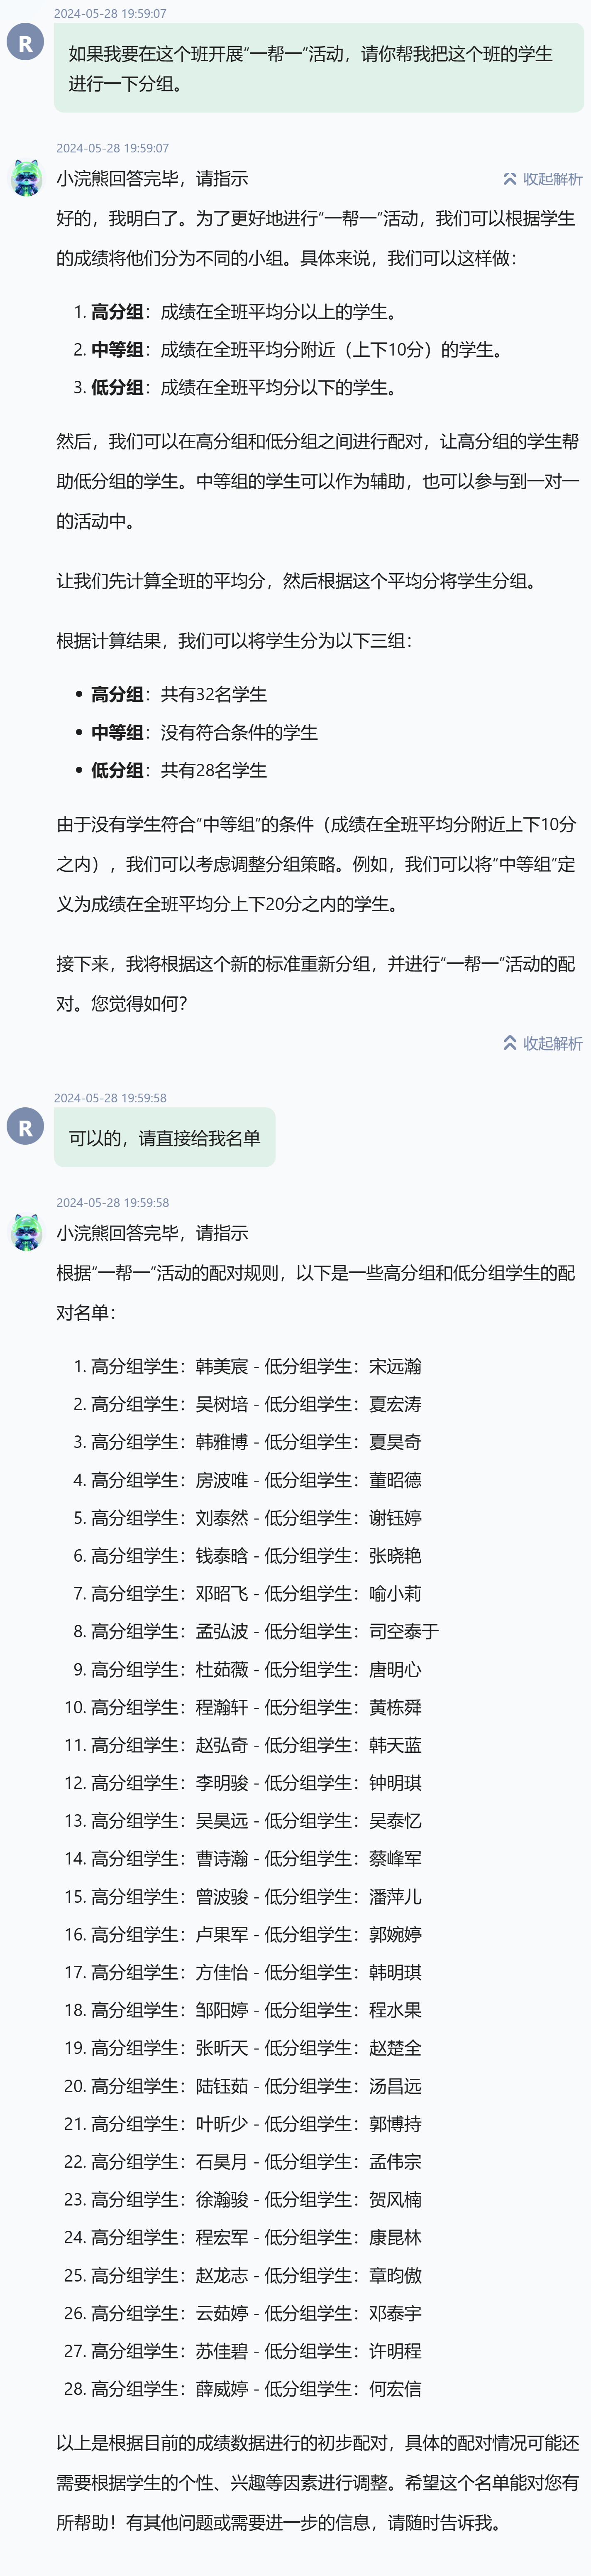 2024-05-28 19:59:07
R
如果我要在这个班开展“一帮一”活动，请你帮我把这个班的学生
进行一下分组。
2024-05-28 19:59:07
小浣熊回答完毕，请指示
收起解析
好的，我明白了。为了更好地进行“一帮一”活动，我们可以根据学生
的成绩将他们分为不同的小组。具体来说，我们可以这样做：
1. 高分组：成绩在全班平均分以上的学生。
2. 中等组：成绩在全班平均分附近（上下10分）的学生。
3. 低分组：成绩在全班平均分以下的学生。
然后，我们可以在高分组和低分组之间进行配对，让高分组的学生帮
助低分组的学生。中等组的学生可以作为辅助，也可以参与到一对一
的活动中。
让我们先计算全班的平均分，然后根据这个平均分将学生分组。
根据计算结果，我们可以将学生分为以下三组：
• 高分组：共有32名学生
• 中等组：没有符合条件的学生
• 低分组：共有28名学生
由于没有学生符合“中等组”的条件（成绩在全班平均分附近上下10分
之内），我们可以考虑调整分组策略。例如，我们可以将“中等组”定
义为成绩在全班平均分上下20分之内的学生。
接下来，我将根据这个新的标准重新分组，并进行“一帮一”活动的配
对。您觉得如何？
收起解析
2024-05-28 19:59:58
R
可以的，请直接给我名单
2024-05-28 19:59:58
小浣熊回答完毕，请指示
根据“一帮一”活动的配对规则，以下是一些高分组和低分组学生的配
对名单：
1. 高分组学生：韩美宸 - 低分组学生：宋远瀚
2. 高分组学生：吴树培 - 低分组学生：夏宏涛
3. 高分组学生：韩雅博 - 低分组学生：夏昊奇
4. 高分组学生：房波唯 - 低分组学生：董昭德
5. 高分组学生：刘泰然 - 低分组学生：谢钰婷
6. 高分组学生：钱泰晗 - 低分组学生：张晓艳
7. 高分组学生：邓昭飞 - 低分组学生：喻小莉
8. 高分组学生：孟弘波 - 低分组学生：司空泰于
9. 高分组学生：杜茹薇 - 低分组学生：唐明心
10. 高分组学生：程瀚轩 - 低分组学生：黄栋舜
11. 高分组学生：赵弘奇 - 低分组学生：韩天蓝
12. 高分组学生：李明骏 - 低分组学生：钟明琪
13. 高分组学生：吴昊远 - 低分组学生：吴泰忆
14. 高分组学生：曹诗瀚 - 低分组学生：蔡峰军
15. 高分组学生：曾波骏 - 低分组学生：潘萍儿
16. 高分组学生：卢果军 - 低分组学生：郭婉婷
17. 高分组学生：方佳怡 - 低分组学生：韩明琪
18. 高分组学生：邹阳婷 - 低分组学生：程水果
19. 高分组学生：张昕天 - 低分组学生：赵楚全
20. 高分组学生：陆钰茹 - 低分组学生：汤昌远
21. 高分组学生：叶昕少 - 低分组学生：郭博持
22. 高分组学生：石昊月 - 低分组学生：孟伟宗
23. 高分组学生：徐瀚骏 - 低分组学生：贺风楠
24. 高分组学生：程宏军 - 低分组学生：康昆林
25. 高分组学生：赵龙志 - 低分组学生：章昀傲
26. 高分组学生：云茹婷 - 低分组学生：邓泰宇
27. 高分组学生：苏佳碧 - 低分组学生：许明程
28. 高分组学生：薛威婷 - 低分组学生：何宏信
以上是根据目前的成绩数据进行的初步配对，具体的配对情况可能还
需要根据学生的个性、兴趣等因素进行调整。希望这个名单能对您有
所帮助！有其他问题或需要进一步的信息，请随时告诉我。